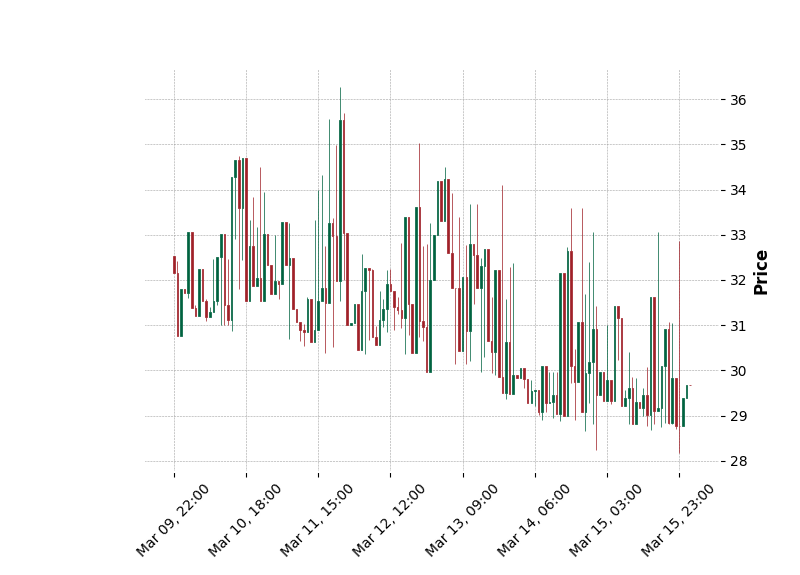 36
35
34
33
32
31
30
29
28
Price
Mar 09, 22:00
Mar 10, 18:00
Mar 11, 15:00
Mar 12, 12:00
Mar 13, 09:00
Mar 14, 06:00
Mar 15, 03:00
Mar 15, 23:00